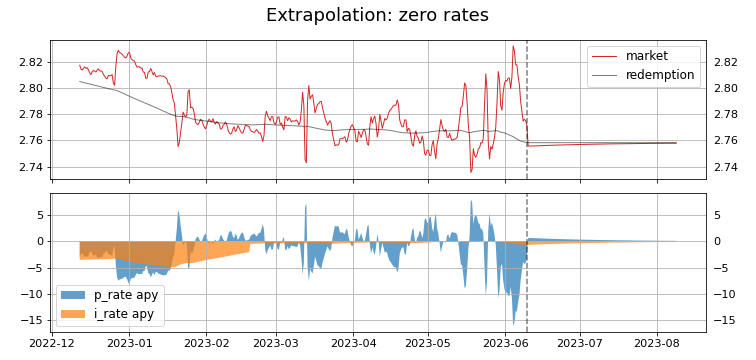 Extrapolation: zero rates
2.82 2.82
2.80 2.80
2.78 2.78
2.76 2.76
2.74 2.74
market
redemption
5 5
0 0
−5 −5
−10 −10
−15 −15
p_rate apy
i_rate apy
2022-12 2023-01 2023-02 2023-03 2023-04 2023-05 2023-06 2023-07 2023-08